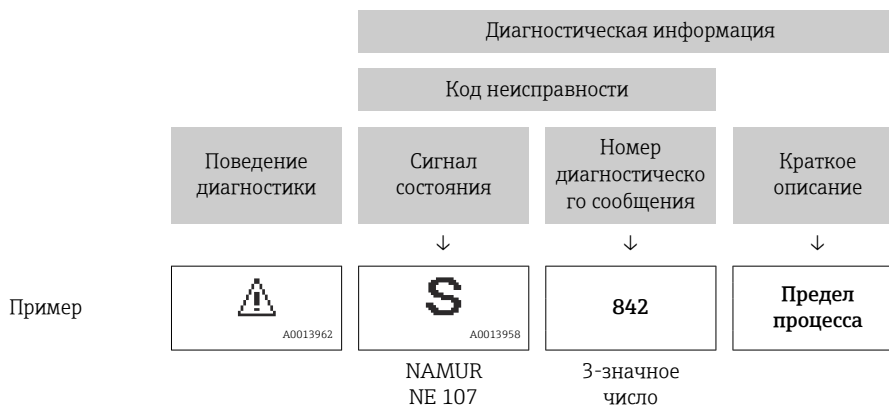 Диагностическая информация
Код неисправности
Поведение
диагностики
Сигнал
состояния
Номер
диагностическо
го сообщения
Краткое
описание
↓ ↓ ↓
Пример
A0013962
S
A0013958
842
Предел
процесса
NAMUR
NE 107
3-значное
число